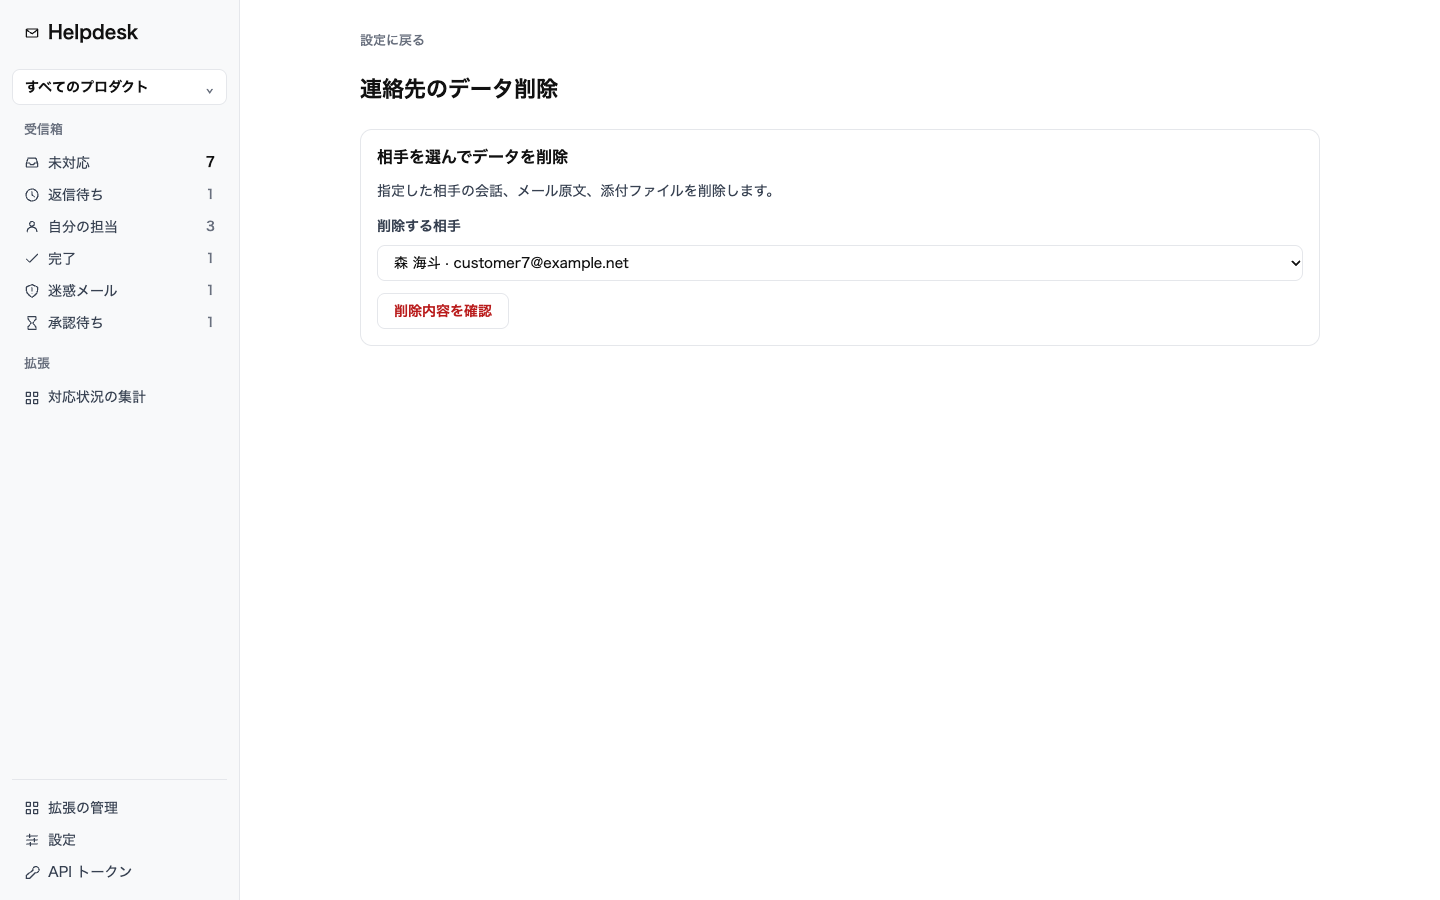 Helpdesk
すべてのプロダクト
受信箱
未対応 7
返信待ち 1
自分の担当 3
完了 1
迷惑メール 1
承認待ち 1
拡張
対応状況の集計
拡張の管理
設定
API トークン
設定に戻る
連絡先のデータ削除
相手を選んでデータを削除
指定した相手の会話、メール原文、添付ファイルを削除します。
削除する相手
森 海斗 · customer7@example.net
削除内容を確認